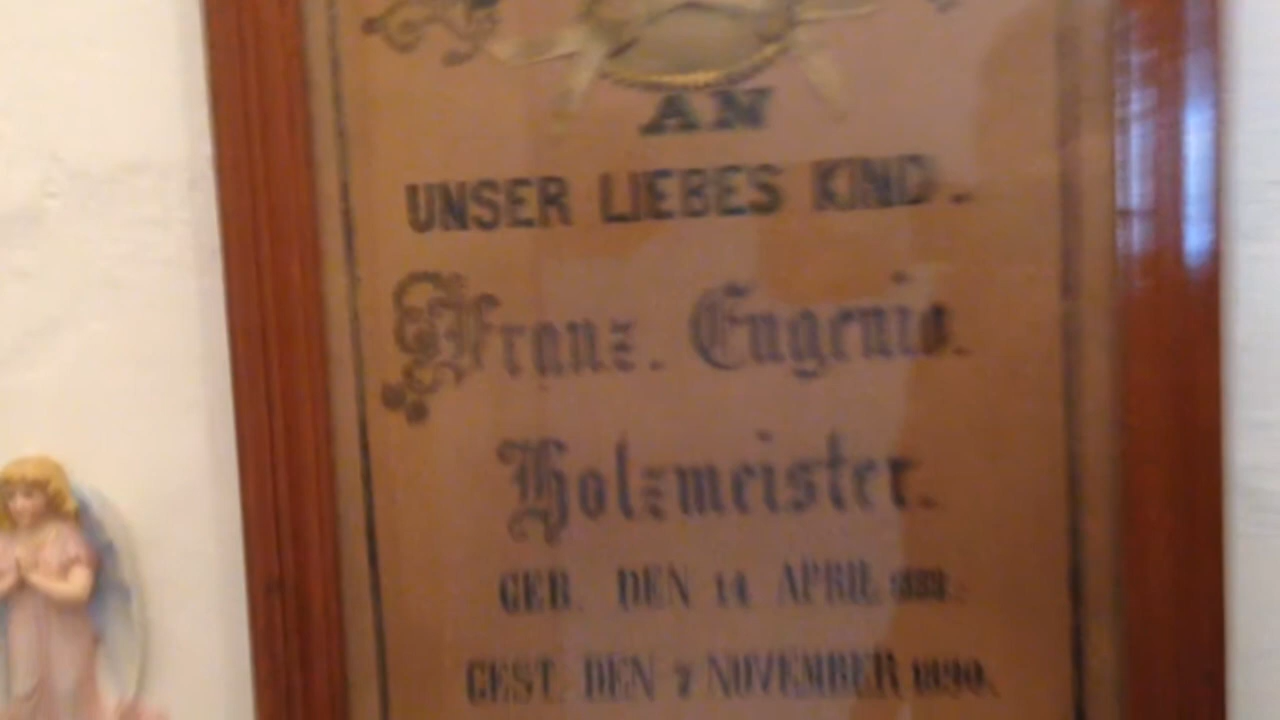 AN
UNSER LIEBES KIND.
Franz. Eugenio.
Holzmeister.
GEB. DEN 14 APRIL
GEST. DEN 7 NOVEMBER 1890.